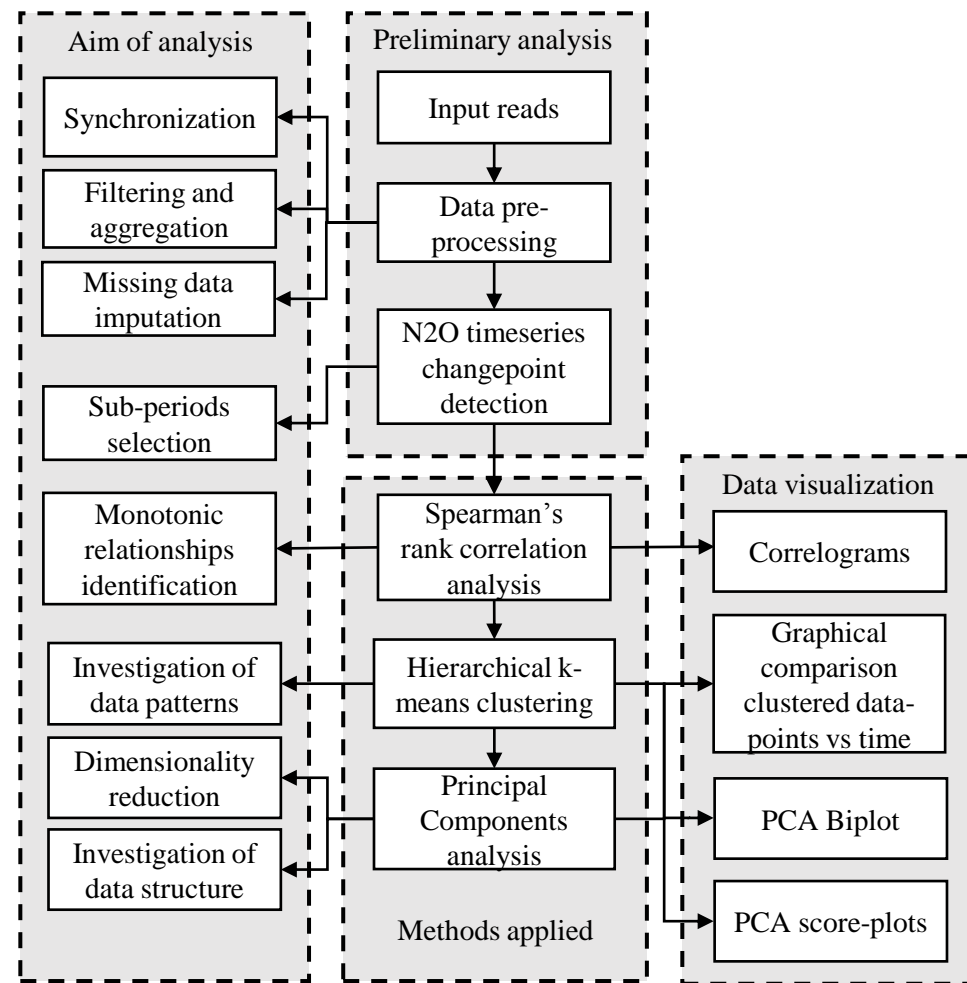 Aim of analysis
Synchronization
Filtering and
aggregation
Missing data
imputation
Sub-periods
selection
Monotonic
relationships
identification
Investigation of
data patterns
Dimensionality
reduction
Investigation of
data structure
Preliminary analysis
Input reads
Data pre-
processing
N2O timeseries
changepoint
detection
Spearman’s
rank correlation
analysis
Hierarchical k-
means clustering
Principal
Components
analysis
Methods applied
Data visualization
Correlograms
Graphical
comparison
clustered data-
points vs time
PCA Biplot
PCA score-plots